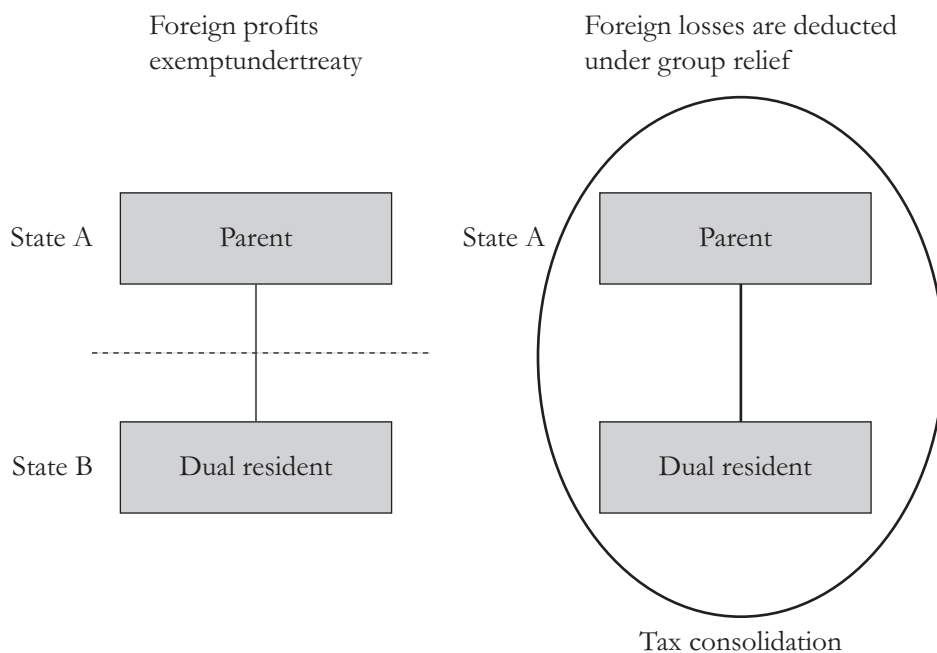 Foreign profits
exemptundertreaty
Foreign losses are deducted
under group relief
State A
Parent
State B
Dual resident
State A
Parent
Dual resident
Tax consolidation